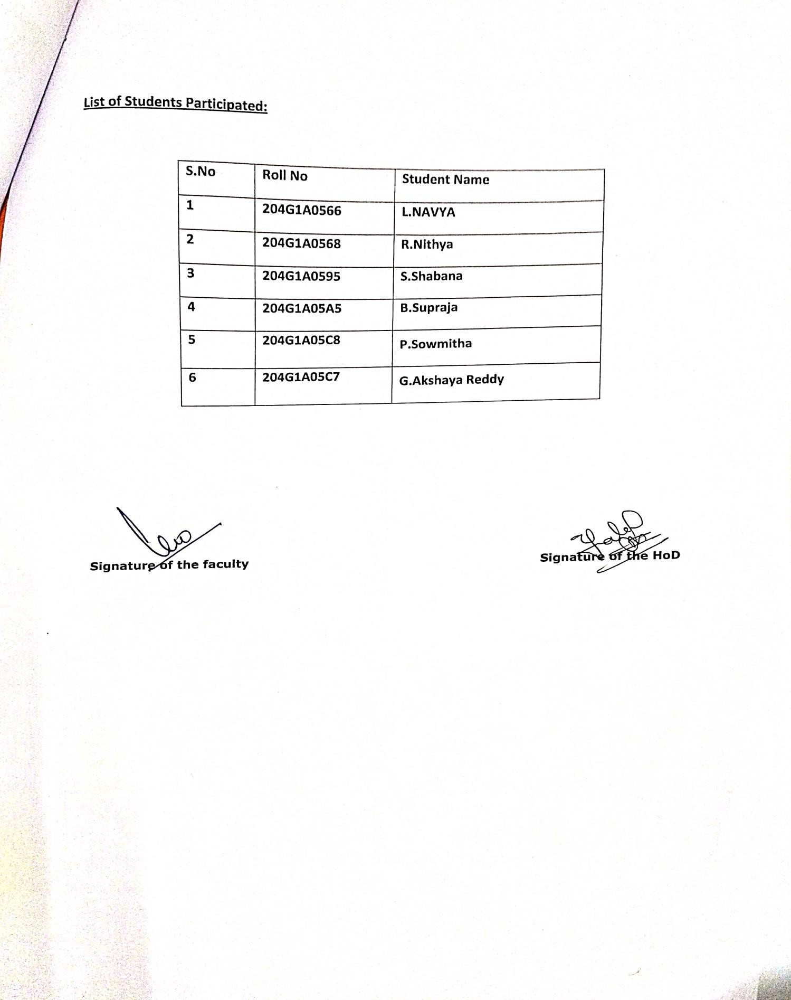 List of Students Participated:
S.No Roll No Student Name
1 204G1A0566 L.NAVYA
2 204G1A0568 R.Nithya
3 204G1A0595 S.Shabana
4 204G1A05A5 B.Supraja
5 204G1A05C8 P.Sowmitha
6 204G1A05C7 G.Akshaya Reddy
Signature of the faculty Signature of the HoD